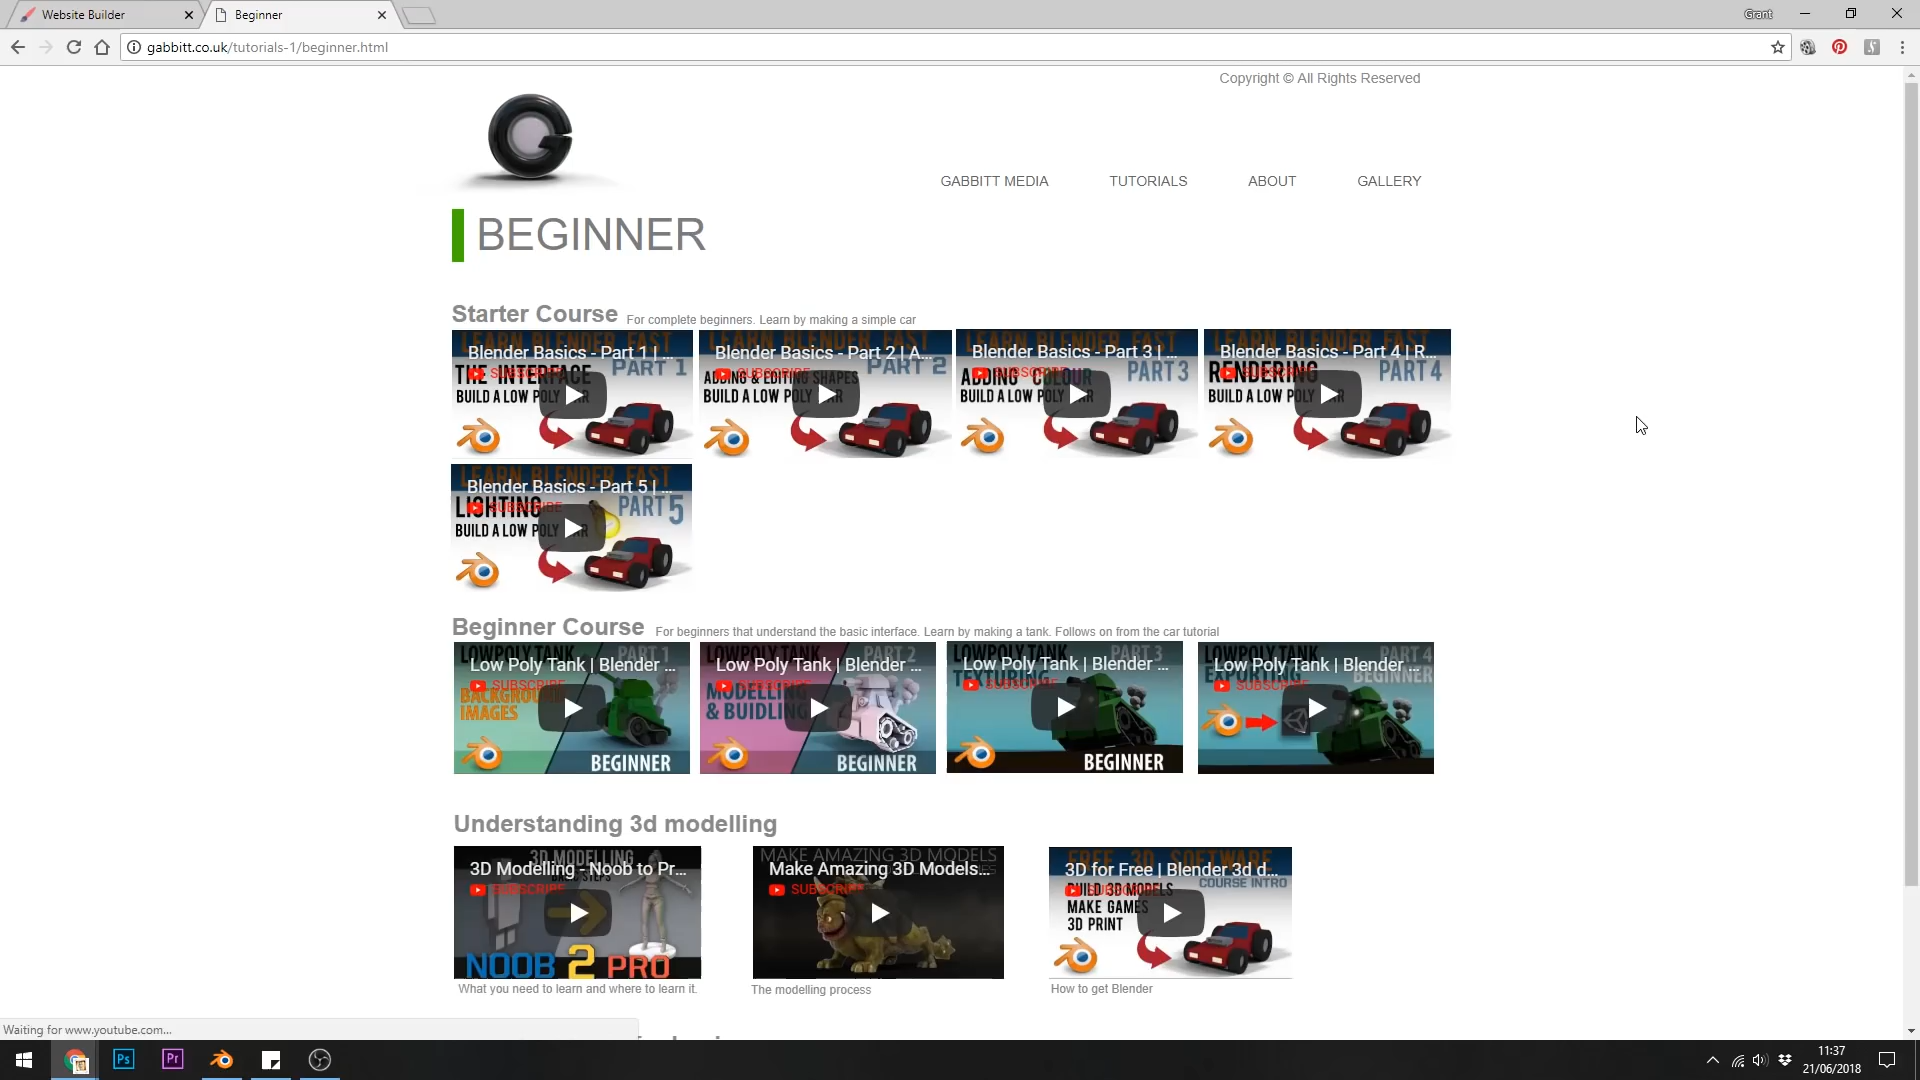 Website Builder
Beginner
Grant
gabbitt.co.uk/tutorials-1/beginner.html
Copyright © All Rights Reserved
GABBITT MEDIA TUTORIALS ABOUT GALLERY
BEGINNER
Starter Course For complete beginners. Learn by making a simple car
LEARN BLENDER FAST
Blender Basics - Part 1 | ...
SUBSCRIBE
THE INTERFACE PART 1
BUILD A LOW POLY CAR
LEARN BLENDER FAST
Blender Basics - Part 2 | A...
SUBSCRIBE
ADDING & EDITING SHAPES PART 2
BUILD A LOW POLY CAR
LEARN BLENDER FAST
Blender Basics - Part 3 | ...
SUBSCRIBE
ADDING COLOUR PART 3
BUILD A LOW POLY CAR
LEARN BLENDER FAST
Blender Basics - Part 4 | R...
SUBSCRIBE
RENDERING PART 4
BUILD A LOW POLY CAR
LEARN BLENDER FAST
Blender Basics - Part 5 | ...
SUBSCRIBE
LIGHTING PART 5
BUILD A LOW POLY CAR
Beginner Course For beginners that understand the basic interface. Learn by making a tank. Follows on from the car tutorial
LOWPOLY TANK PART 1
Low Poly Tank | Blender ...
SUBSCRIBE
BACKGROUND
IMAGES
BEGINNER
LOWPOLY TANK PART 2
Low Poly Tank | Blender ...
SUBSCRIBE
MODELLING
& BUIDLING
BEGINNER
LOWPOLY TANK PART 3
Low Poly Tank | Blender ...
SUBSCRIBE
TEXTURING
BEGINNER
LOWPOLY TANK PART 4
Low Poly Tank | Blender ...
BEGINNER
SUBSCRIBE
EXPORTING
Understanding 3d modelling
3D MODELLING
3D Modelling - Noob to Pr...
BASIC STEPS
SUBSCRIBE
NOOB 2 PRO
What you need to learn and where to learn it.
MAKE AMAZING 3D MODELS
Make Amazing 3D Models...
SUBSCRIBE
The modelling process
FREE 3D SOFTWARE
3D for Free | Blender 3d d...
COURSE INTRO
SUBSCRIBE
BUILD 3D MODELS
MAKE GAMES
3D PRINT
How to get Blender
Waiting for www.youtube.com...
Ps
Pr
11:37
21/06/2018